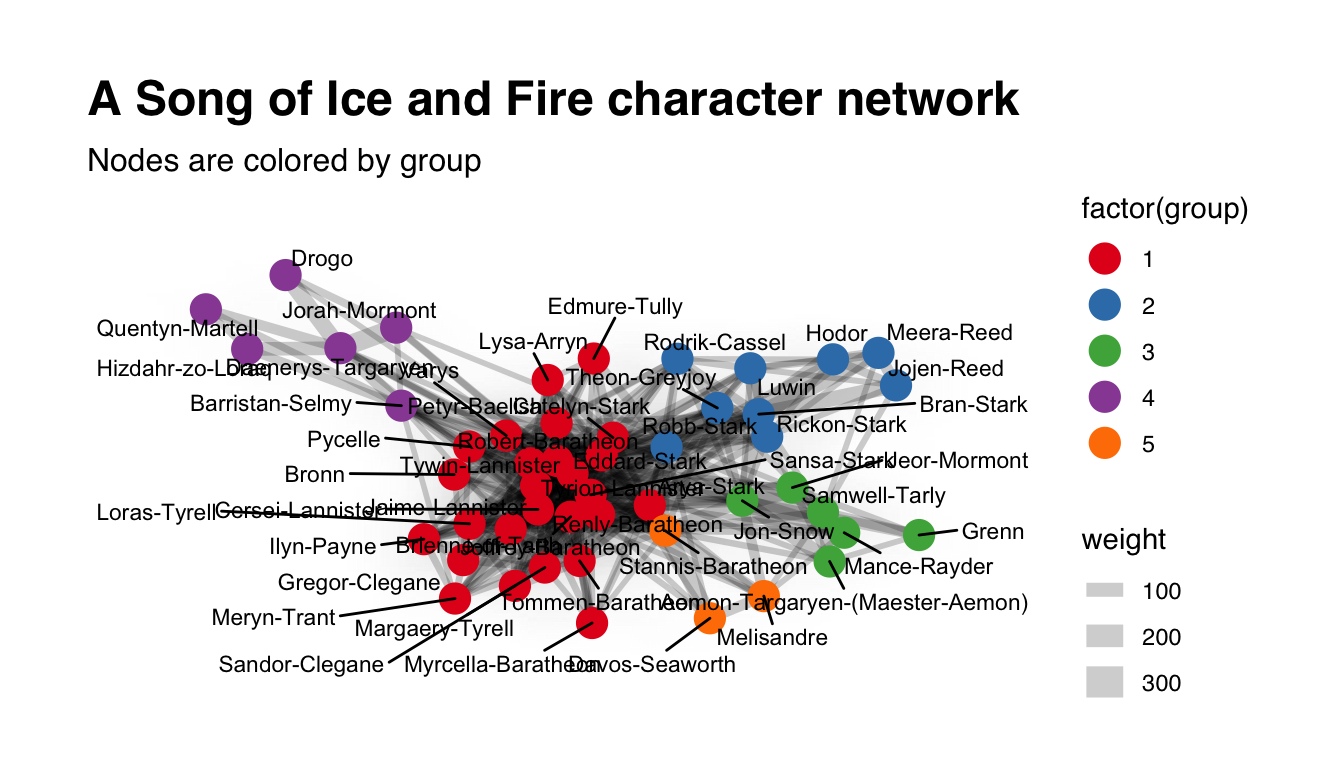 A Song of Ice and Fire character network
Nodes are colored by group
Drogo
Jorah-Mormont
Quentyn-Martell
Hizdahr-zo-Loraq
Daenerys-Targaryen
Varys
Barristan-Selmy
Petyr-Baelish
Catelyn-Stark
Edmure-Tully
Lysa-Arryn
Rodrik-Cassel
Hodor
Meera-Reed
Theon-Greyjoy
Luwin
Jojen-Reed
Bran-Stark
Robb-Stark
Rickon-Stark
Pycelle
Robert-Baratheon
Bronn
Tywin-Lannister
Eddard-Stark
Sansa-Stark
Jeor-Mormont
Tyrion-Lannister
Arya-Stark
Samwell-Tarly
Loras-Tyrell
Cersei-Lannister
Jaime-Lannister
Renly-Baratheon
Jon-Snow
Grenn
Ilyn-Payne
Brienne-of-Tarth
Joffrey-Baratheon
Stannis-Baratheon
Mance-Rayder
Gregor-Clegane
Tommen-Baratheon
Aemon-Targaryen-(Maester-Aemon)
Meryn-Trant
Margaery-Tyrell
Melisandre
Sandor-Clegane
Myrcella-Baratheon
Davos-Seaworth
factor(group)
1
2
3
4
5
weight
100
200
300